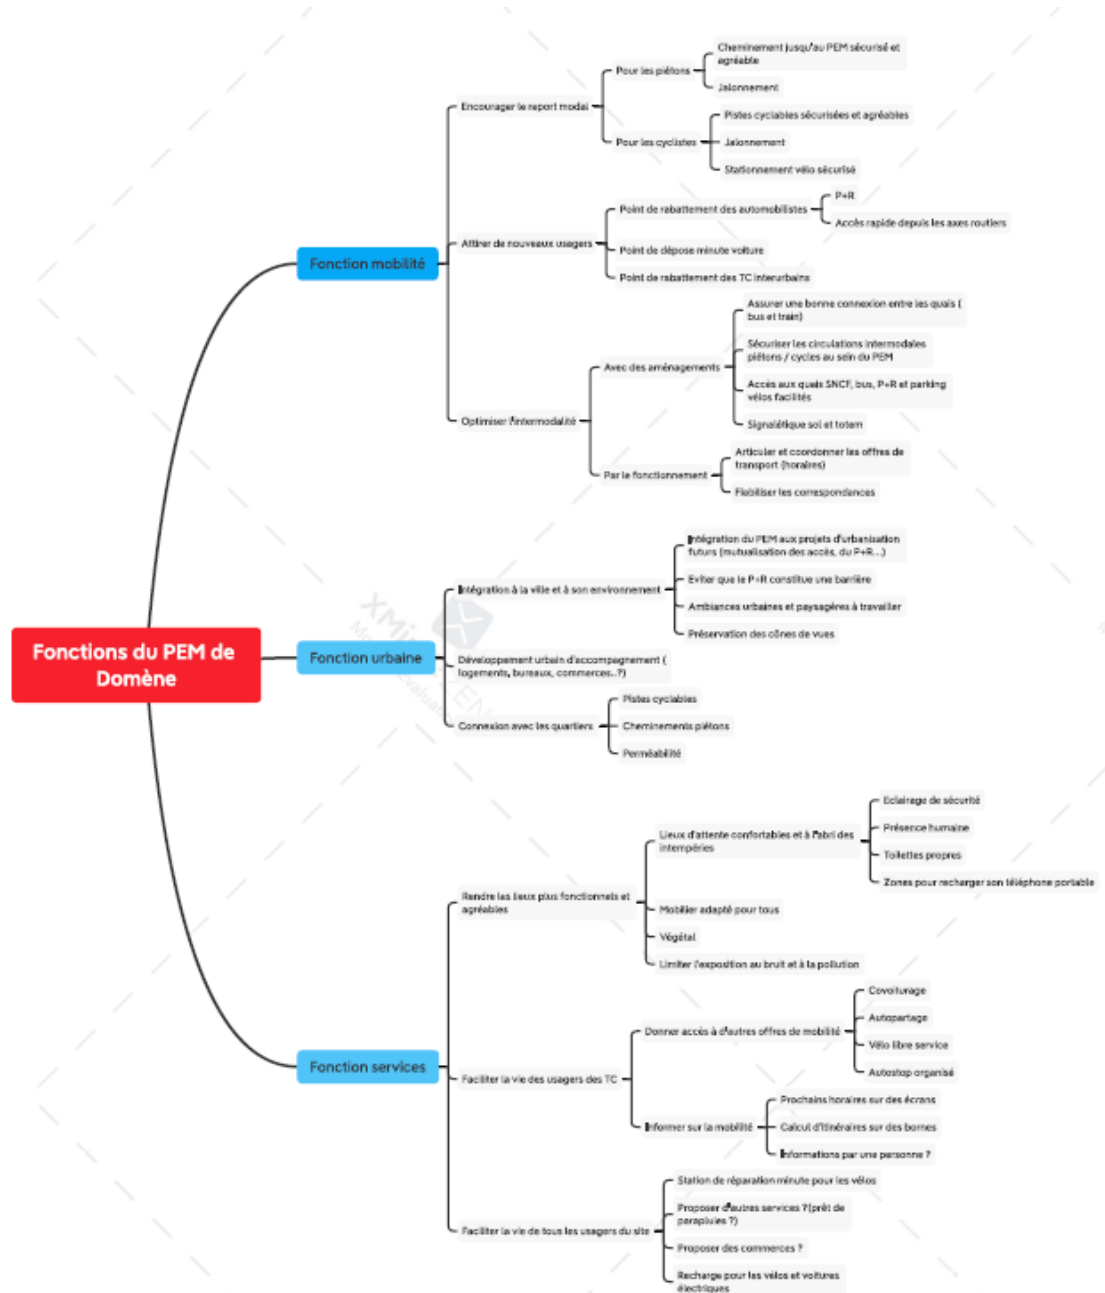 Fonctions du PEM de
Domène
Fonction mobilité
Encourager le report modal
Pour les piétons
Cheminement jusqu'au PEM sécurisé et
agréable
Jalonnement
Pour les cyclistes
Pistes cyclables sécurisées et agréables
Jalonnement
Stationnement vélo sécurisé
Attirer de nouveaux usagers
Point de rabattement des automobilistes
P+R
Accès rapide depuis les axes routiers
Point de dépose minute voiture
Point de rabattement des TC interurbains
Optimiser l'intermodalité
Avec des aménagements
Assurer une bonne connexion entre les quais (
bus et train)
Sécuriser les circulations intermodales
piétons / cycles au sein du PEM
Accès aux quais SNCF, bus, P+R et parking
vélos facilités
Signalétique sol et totem
Par le fonctionnement
Articuler et coordonner les offres de
transport (horaires)
Fiabiliser les correspondances
Fonction urbaine
Intégration à la ville et à son environnement
Intégration du PEM aux projets d'urbanisation
futurs (mutualisation des accès, du P+R...)
Eviter que le P+R constitue une barrière
Ambiances urbaines et paysagères à travailler
Préservation des cônes de vues
Développement urbain d'accompagnement (
logements, bureaux, commerces..?)
Connexion avec les quartiers
Pistes cyclables
Cheminements piétons
Perméabilité
Fonction services
Rendre les lieux plus fonctionnels et
agréables
Lieux d'attente confortables et à l'abri des
intempéries
Eclairage de sécurité
Présence humaine
Toilettes propres
Zones pour recharger son téléphone portable
Mobilier adapté pour tous
Végétal
Limiter l'exposition au bruit et à la pollution
Faciliter la vie des usagers des TC
Donner accès à d'autres offres de mobilité
Covoiturage
Autopartage
Vélo libre service
Autostop organisé
Informer sur la mobilité
Prochains horaires sur des écrans
Calcul d'itinéraires sur des bornes
Informations par une personne ?
Faciliter la vie de tous les usagers du site
Station de réparation minute pour les vélos
Proposer d'autres services ?(prêt de
parapluies ?)
Proposer des commerces ?
Recharge pour les vélos et voitures
électriques